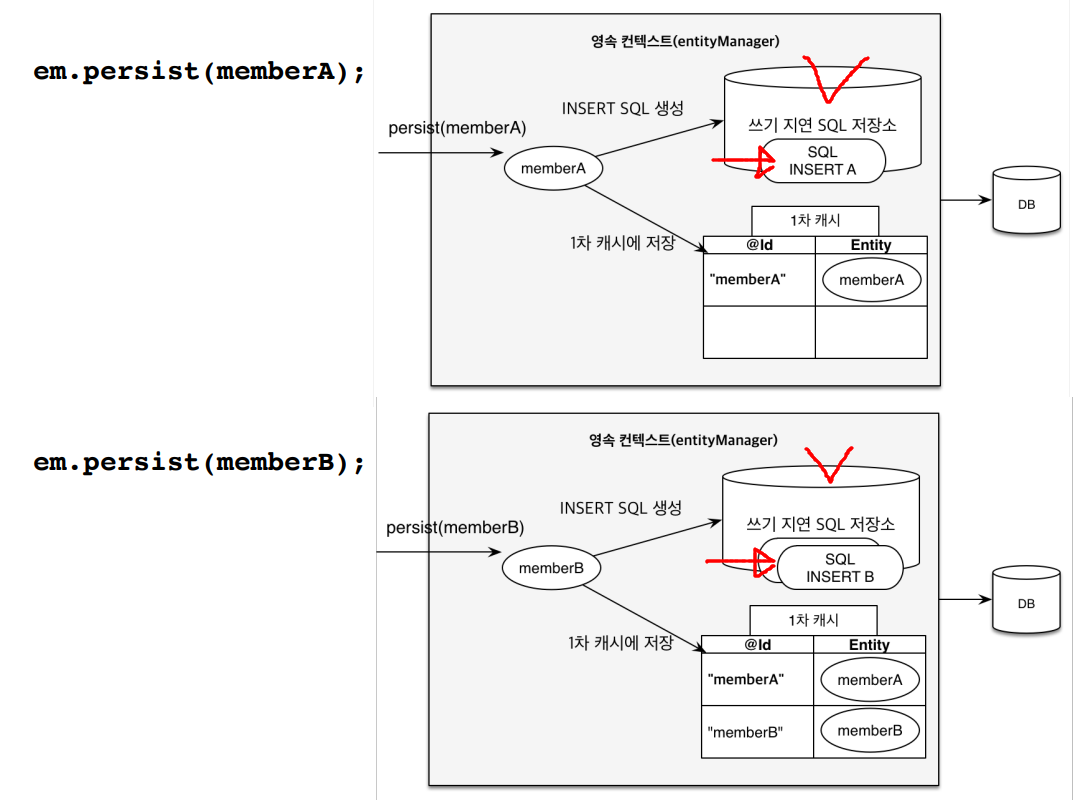 em.persist(memberA);
영속 컨텍스트(entityManager)
INSERT SQL 생성
persist(memberA)
memberA
쓰기 지연 SQL 저장소
SQL
INSERT A
DB
1차 캐시에 저장
1차 캐시
@Id Entity
"memberA" memberA
em.persist(memberB);
영속 컨텍스트(entityManager)
INSERT SQL 생성
persist(memberB)
memberB
쓰기 지연 SQL 저장소
SQL
INSERT B
DB
1차 캐시에 저장
1차 캐시
@Id Entity
"memberA" memberA
"memberB" memberB